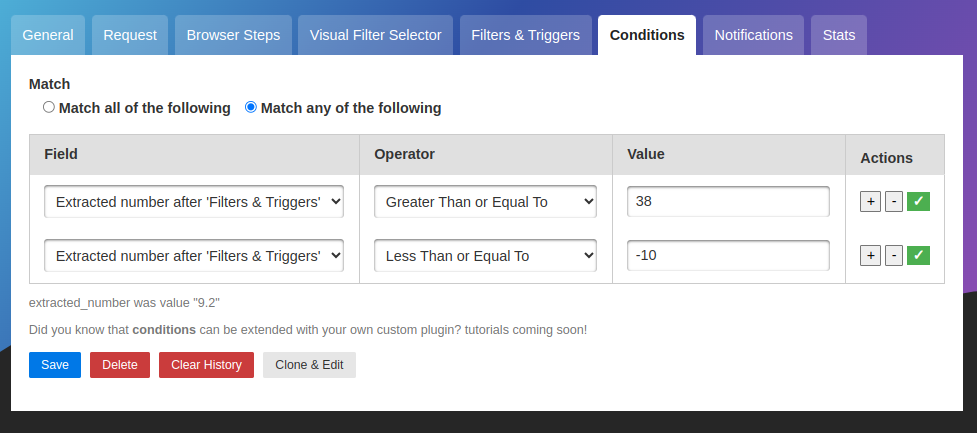 General Request Browser Steps Visual Filter Selector Filters & Triggers Conditions Notifications Stats
Match
Match all of the following Match any of the following
Field Operator Value Actions
Extracted number after 'Filters & Triggers' Greater Than or Equal To 38 + - ✓
Extracted number after 'Filters & Triggers' Less Than or Equal To -10 + - ✓
extracted_number was value "9.2"
Did you know that conditions can be extended with your own custom plugin? tutorials coming soon!
Save Delete Clear History Clone & Edit